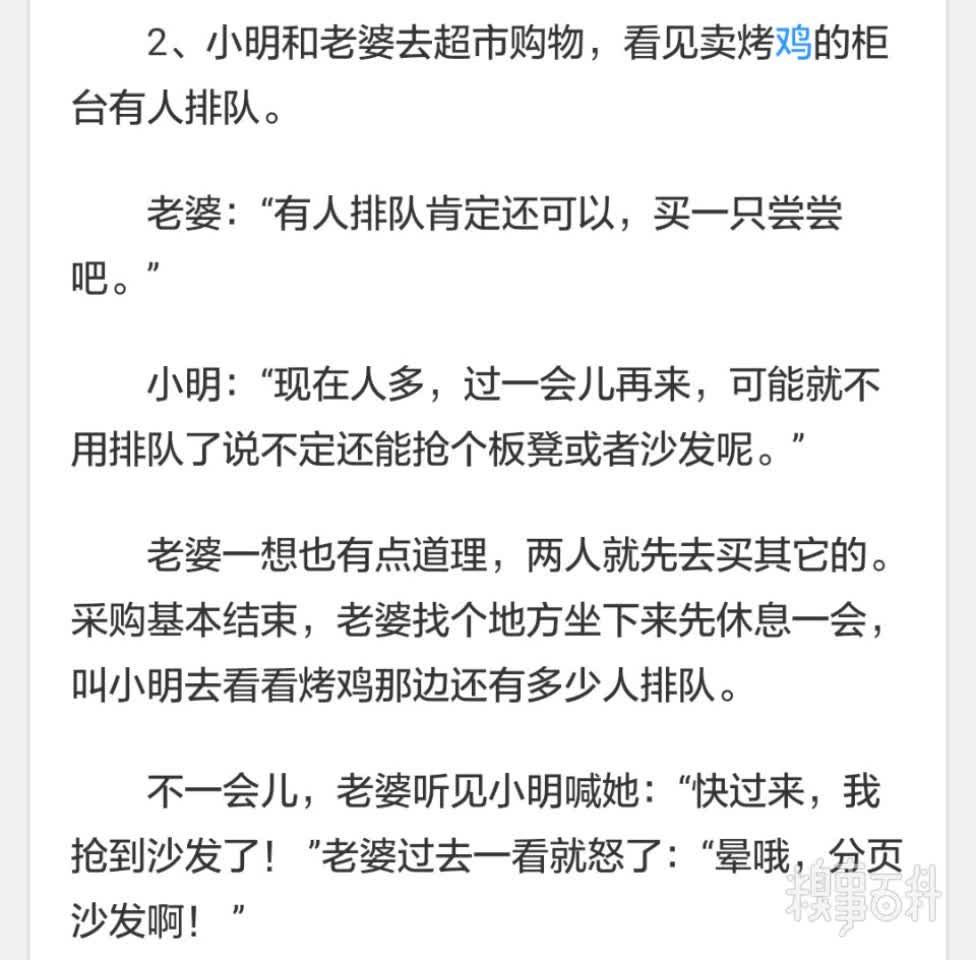 2、小明和老婆去超市购物，看见卖烤鸡的柜
台有人排队。
老婆：“有人排队肯定还可以，买一只尝尝
吧。”
小明：“现在人多，过一会儿再来，可能就不
用排队了说不定还能抢个板凳或者沙发呢。”
老婆一想也有点道理，两人就先去买其它的。
采购基本结束，老婆找个地方坐下来先休息一会，
叫小明去看看烤鸡那边还有多少人排队。
不一会儿，老婆听见小明喊她：“快过来，我
抢到沙发了！”老婆过去一看就怒了：“晕哦，分页
沙发啊！”
糗事百科